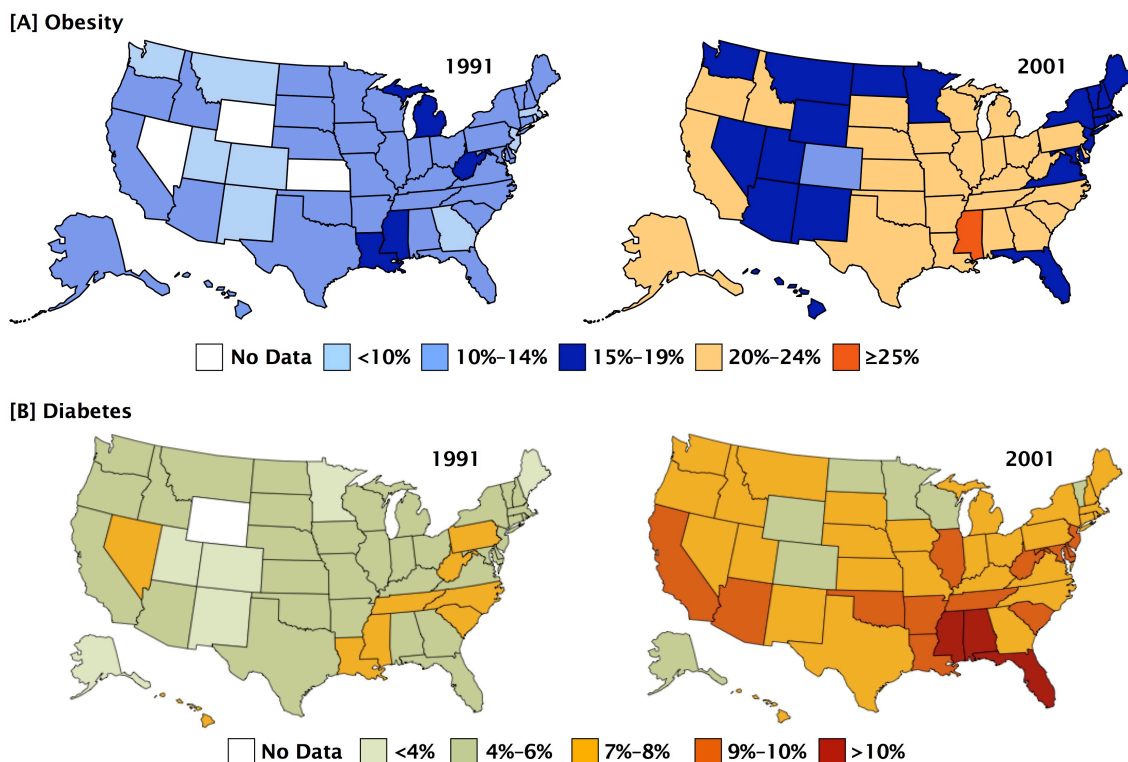 [A] Obesity
1991
2001
No Data <10% 10%–14% 15%–19% 20%–24% ≥25%
[B] Diabetes
1991
2001
No Data <4% 4%–6% 7%–8% 9%–10% >10%